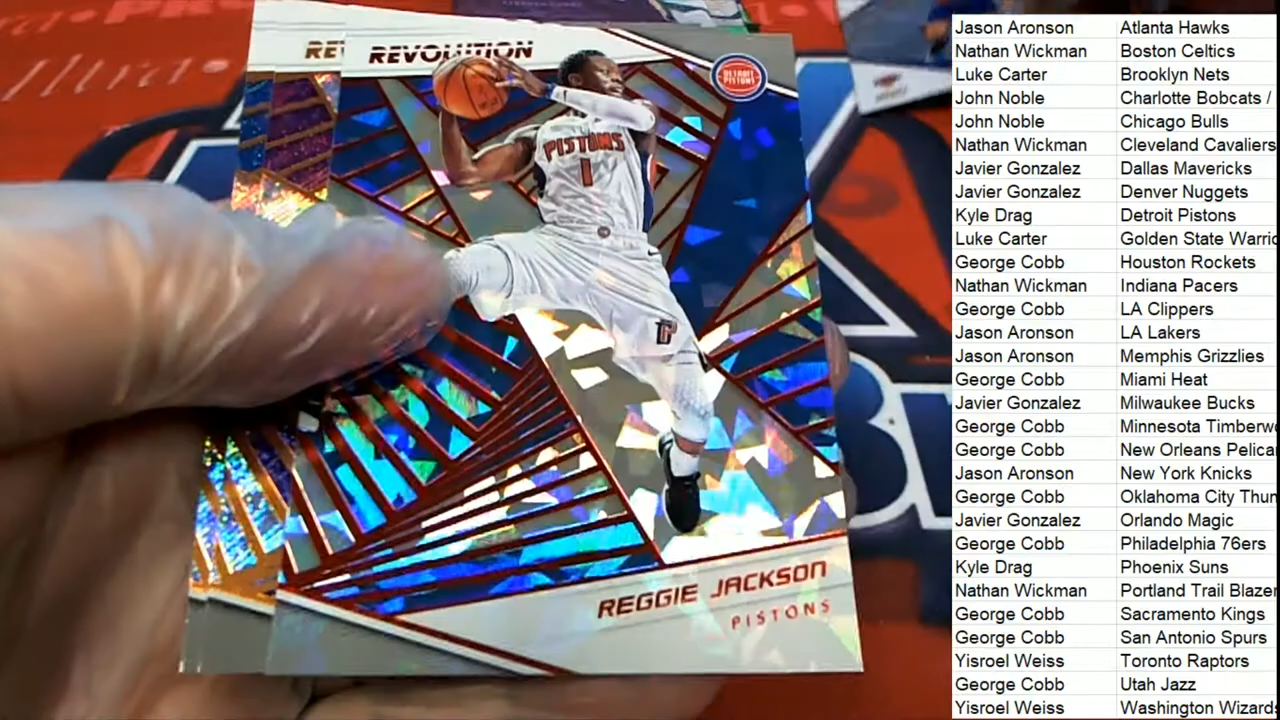 REVOLUTION
DETROIT
PISTONS
PISTONS
1
REGGIE JACKSON
PISTONS
Jason Aronson Atlanta Hawks
Nathan Wickman Boston Celtics
Luke Carter Brooklyn Nets
John Noble Charlotte Bobcats /
John Noble Chicago Bulls
Nathan Wickman Cleveland Cavaliers
Javier Gonzalez Dallas Mavericks
Javier Gonzalez Denver Nuggets
Kyle Drag Detroit Pistons
Luke Carter Golden State Warric
George Cobb Houston Rockets
Nathan Wickman Indiana Pacers
George Cobb LA Clippers
Jason Aronson LA Lakers
Jason Aronson Memphis Grizzlies
George Cobb Miami Heat
Javier Gonzalez Milwaukee Bucks
George Cobb Minnesota Timberwo
George Cobb New Orleans Pelica
Jason Aronson New York Knicks
George Cobb Oklahoma City Thun
Javier Gonzalez Orlando Magic
George Cobb Philadelphia 76ers
Kyle Drag Phoenix Suns
Nathan Wickman Portland Trail Blazer
George Cobb Sacramento Kings
George Cobb San Antonio Spurs
Yisroel Weiss Toronto Raptors
George Cobb Utah Jazz
Yisroel Weiss Washington Wizards